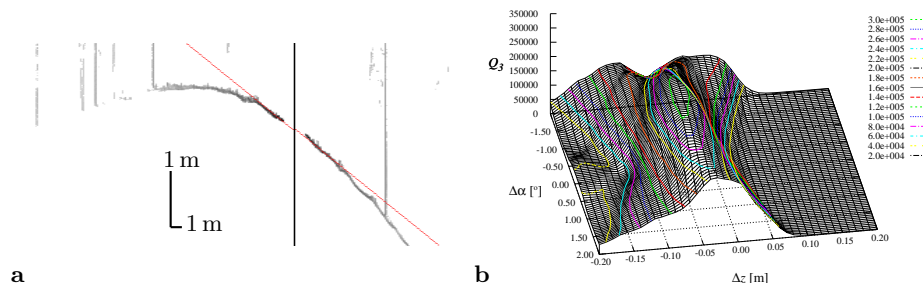 1 m
1 m
a
350000
300000
250000
Q3
200000
150000
100000
50000
0
-1.50
-1.00
-0.50
0.00
Δα [°]
0.50
1.00
1.50
2.00
-0.20
-0.15
-0.10
-0.05
0.00
0.05
0.10
0.15
0.20
Δz [m]
3.0e+005
2.8e+005
2.6e+005
2.4e+005
2.2e+005
2.0e+005
1.8e+005
1.6e+005
1.4e+005
1.2e+005
1.0e+005
8.0e+004
6.0e+004
4.0e+004
2.0e+004
b